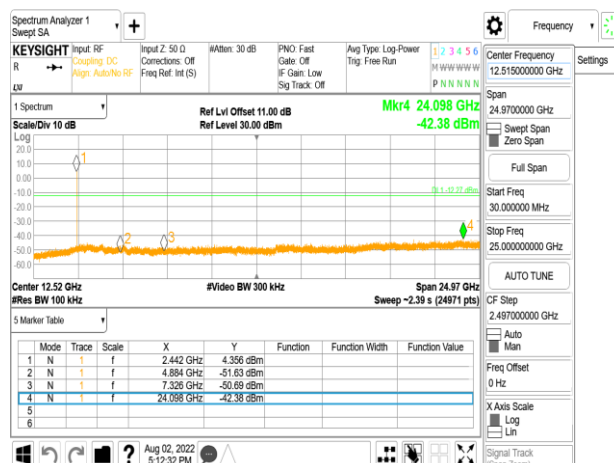 Spectrum Analyzer 1
Swept SA
+
Frequency
KEYSIGHT
R
LXI
Input: RF
Coupling: DC
Align: Auto/No RF
Input Z: 50 Ω
Corrections: Off
Freq Ref: Int (S)
#Atten: 30 dB
PNO: Fast
Gate: Off
IF Gain: Low
Sig Track: Off
Avg Type: Log-Power
Trig: Free Run
1 2 3 4 5 6
M W W W W W
P N N N N N
1 Spectrum
Scale/Div 10 dB
Ref Lvl Offset 11.00 dB
Ref Level 30.00 dBm
Mkr4 24.098 GHz
-42.38 dBm
Log
20.0
10.0
0.00
-10.0
-20.0
-30.0
-40.0
-50.0
-60.0
1
2
3
4
Center 12.52 GHz
#Res BW 100 kHz
#Video BW 300 kHz
Span 24.97 GHz
Sweep ~2.39 s (24971 pts)
5 Marker Table
Mode Trace Scale X Y Function Function Width Function Value
1 N 1 f 2.442 GHz 4.356 dBm
2 N 1 f 4.884 GHz -51.63 dBm
3 N 1 f 7.326 GHz -50.69 dBm
4 N 1 f 24.098 GHz -42.38 dBm
5
6
?
Aug 02, 2022
5:12:32 PM
Center Frequency
12.515000000 GHz
Settings
Span
24.9700000 GHz
Swept Span
Zero Span
Full Span
Start Freq
30.000000 MHz
Stop Freq
25.000000000 GHz
AUTO TUNE
CF Step
2.497000000 GHz
Auto
Man
Freq Offset
0 Hz
X Axis Scale
Log
Lin
Signal Track